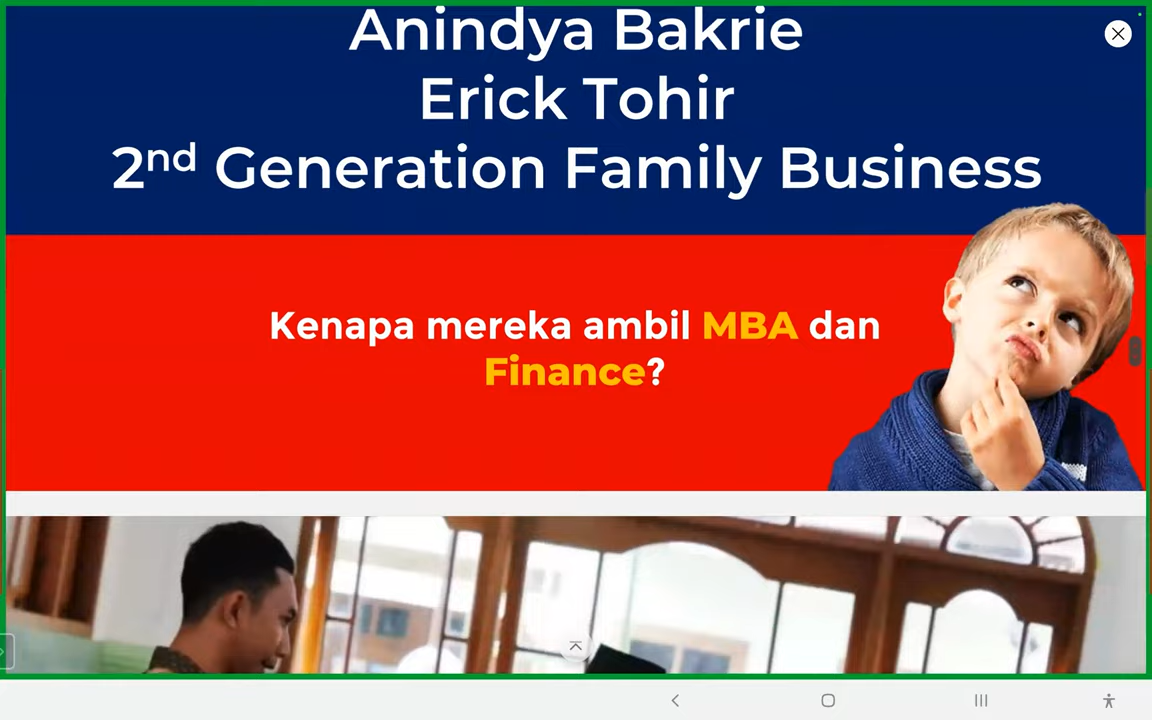 Anindya Bakrie
Erick Tohir
2nd Generation Family Business
Kenapa mereka ambil MBA dan
Finance?